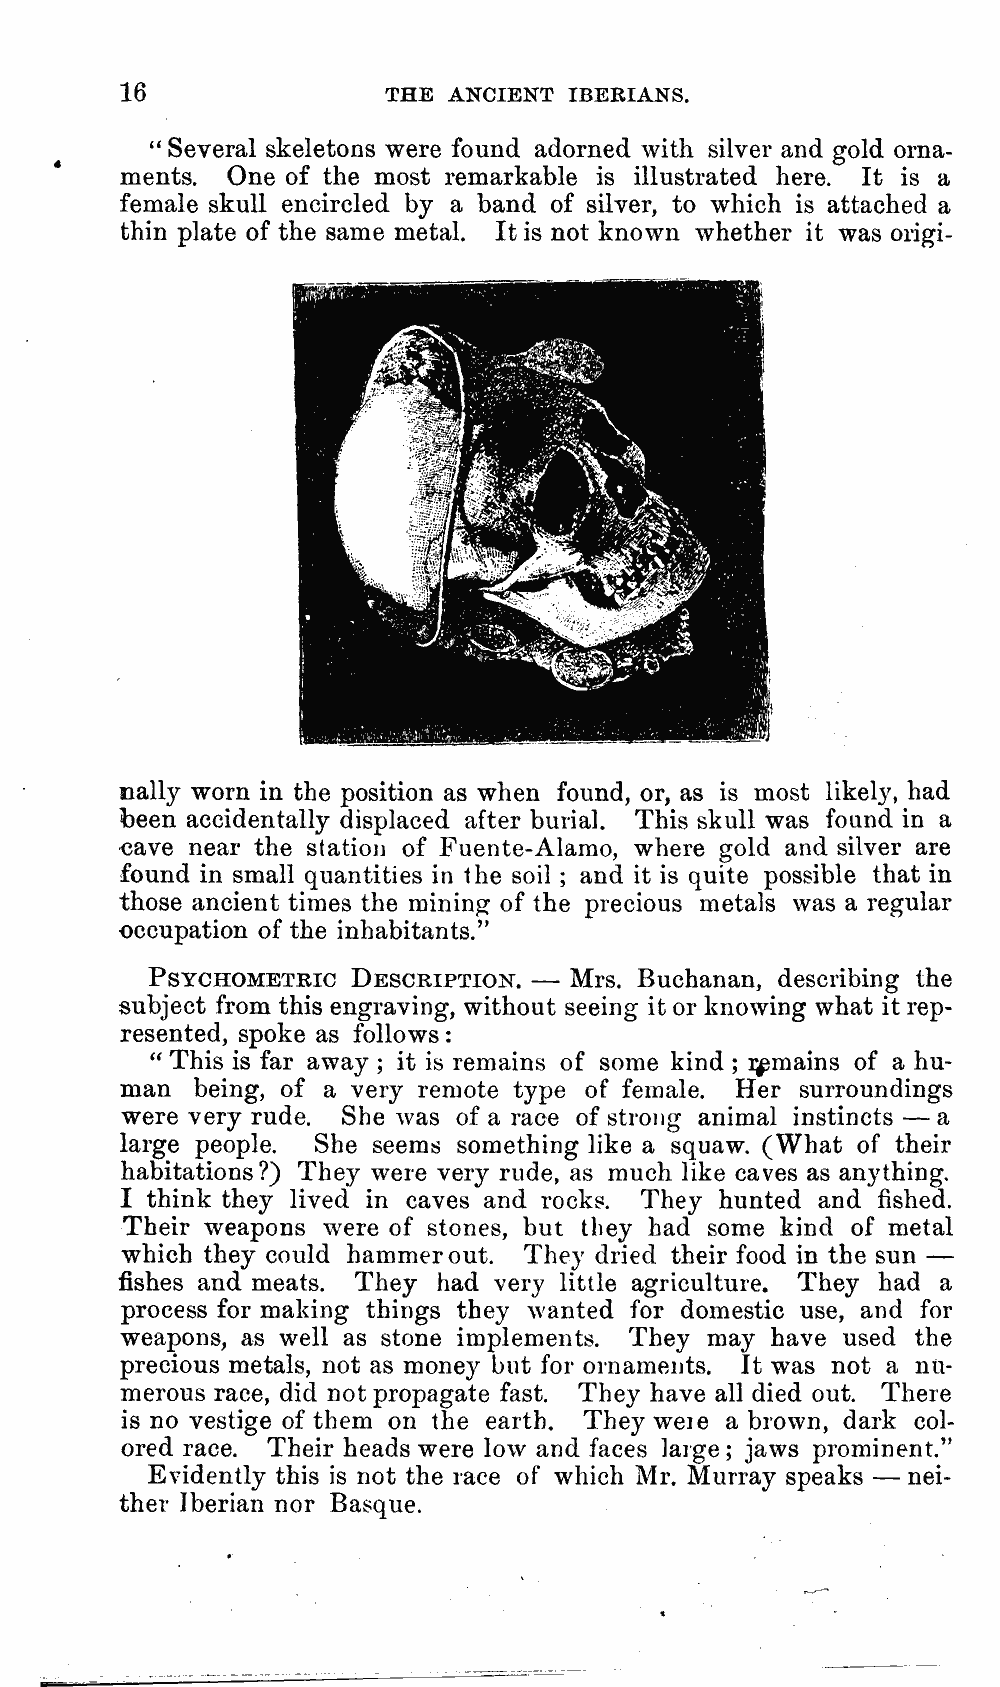 16 THE ANCIENT IBERIANS.
“Several skeletons were found adorned with silver and gold orna-
ments. One of the most remarkable is illustrated here. It is a
female skull encircled by a band of silver, to which is attached a
thin plate of the same metal. It is not known whether it was origi-
nally worn in the position as when found, or, as is most likely, had
been accidentally displaced after burial. This skull was found in a
cave near the station of Fuente-Alamo, where gold and silver are
found in small quantities in the soil ; and it is quite possible that in
those ancient times the mining of the precious metals was a regular
occupation of the inhabitants.”
PSYCHOMETRIC DESCRIPTION. — Mrs. Buchanan, describing the
subject from this engraving, without seeing it or knowing what it rep-
resented, spoke as follows :
“ This is far away ; it is remains of some kind ; remains of a hu-
man being, of a very remote type of female. Her surroundings
were very rude. She was of a race of strong animal instincts — a
large people. She seems something like a squaw. (What of their
habitations ?) They were very rude, as much like caves as anything.
I think they lived in caves and rocks. They hunted and fished.
Their weapons were of stones, but they had some kind of metal
which they could hammer out. They dried their food in the sun —
fishes and meats. They had very little agriculture. They had a
process for making things they wanted for domestic use, and for
weapons, as well as stone implements. They may have used the
precious metals, not as money but for ornaments. It was not a nu-
merous race, did not propagate fast. They have all died out. There
is no vestige of them on the earth. They were a brown, dark col-
ored race. Their heads were low and faces large ; jaws prominent.”
Evidently this is not the race of which Mr. Murray speaks — nei-
ther Iberian nor Basque.